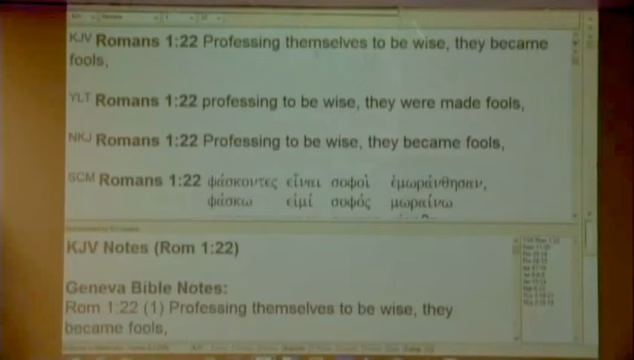 KJV Romans 1:22 Professing themselves to be wise, they became
fools,
YLT Romans 1:22 professing to be wise, they were made fools,
NKJ Romans 1:22 Professing to be wise, they became fools,
SCM Romans 1:22 φάσκοντες εἶναι σοφοὶ ἐμωράνθησαν,
φάσκω εἰμί σοφός μωραίνω
KJV Notes (Rom 1:22)
Geneva Bible Notes:
Rom 1:22 (1) Professing themselves to be wise, they
became fools,